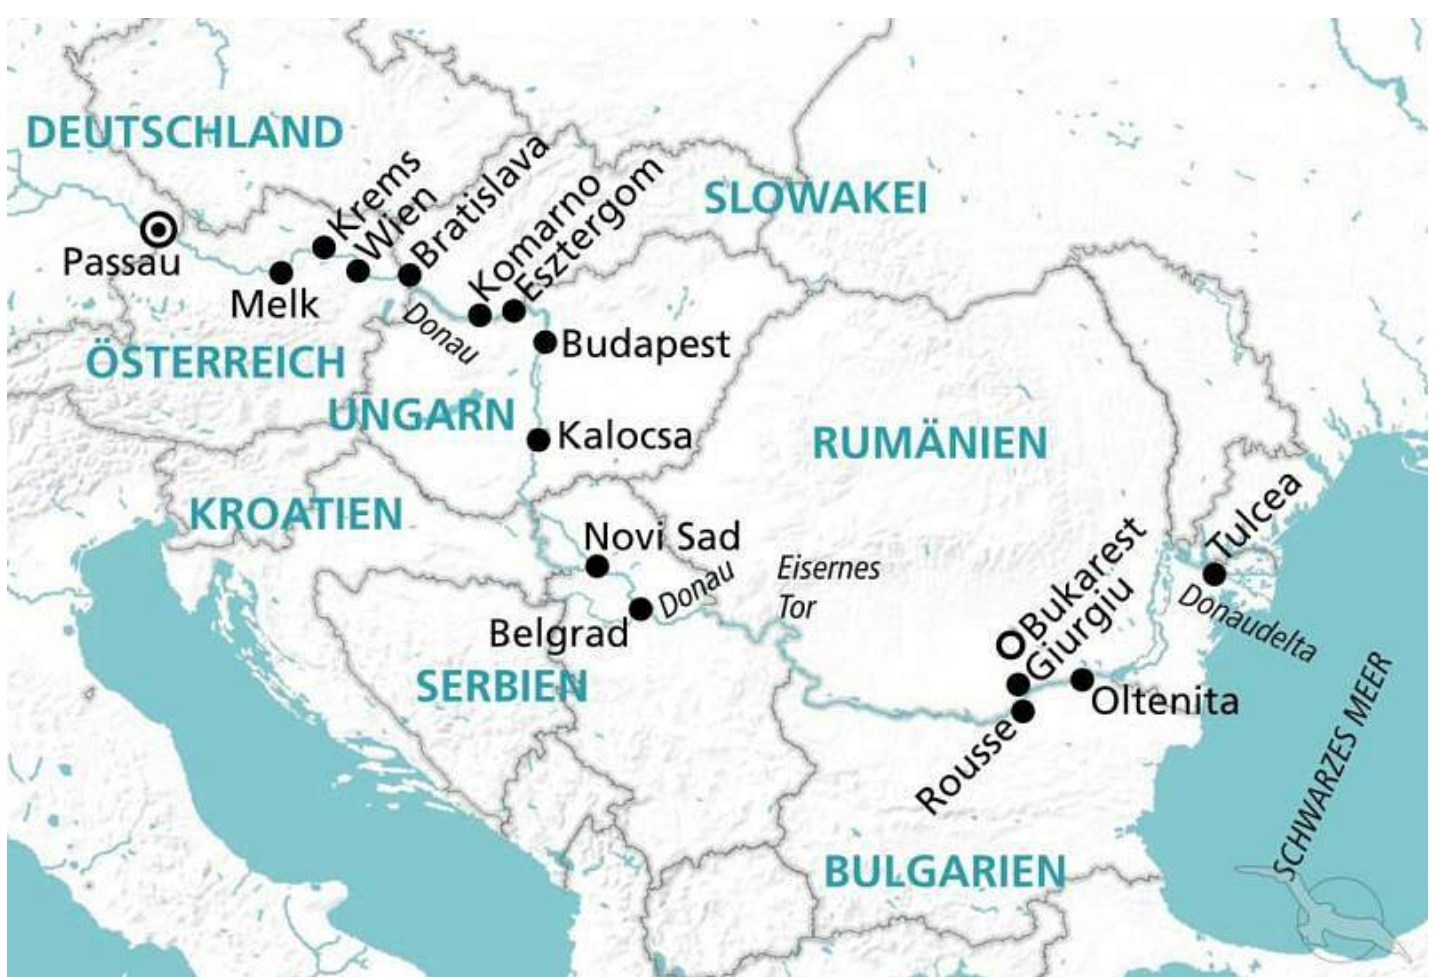 DEUTSCHLAND
Krems
Wien
Bratislava
Komarno
Esztergom
SLOWAKEI
Passau
Melk
Donau
Budapest
ÖSTERREICH
UNGARN
Kalocsa
RUMÄNIEN
KROATIEN
Novi Sad
Donau
Eisernes
Tor
Bukarest
Giurgiu
Tulcea
Donaudelta
Belgrad
SERBIEN
Oltenita
Rousse
SCHWARZES MEER
BULGARIEN